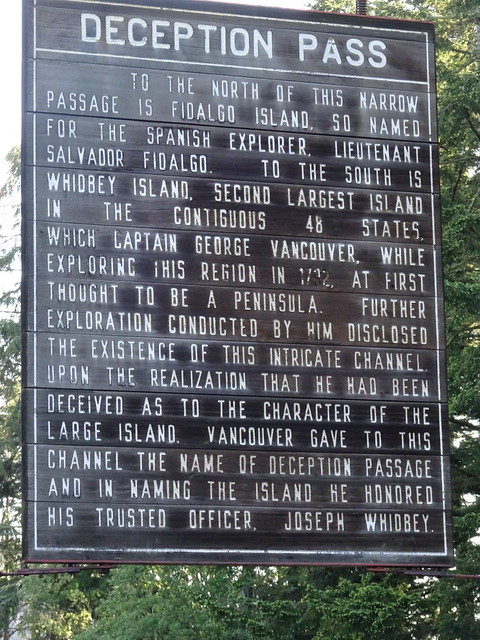 DECEPTION PASS
TO THE NORTH OF THIS NARROW
PASSAGE IS FIDALGO ISLAND, SO NAMED
FOR THE SPANISH EXPLORER, LIEUTENANT
SALVADOR FIDALGO. TO THE SOUTH IS
WHIDBEY ISLAND, SECOND LARGEST ISLAND
IN THE CONTIGUOUS 48 STATES,
WHICH CAPTAIN GEORGE VANCOUVER, WHILE
EXPLORING THIS REGION IN 1792, AT FIRST
THOUGHT TO BE A PENINSULA. FURTHER
EXPLORATION CONDUCTED BY HIM DISCLOSED
THE EXISTENCE OF THIS INTRICATE CHANNEL.
UPON THE REALIZATION THAT HE HAD BEEN
DECEIVED AS TO THE CHARACTER OF THE
LARGE ISLAND, VANCOUVER GAVE TO THIS
CHANNEL THE NAME OF DECEPTION PASSAGE
AND IN NAMING THE ISLAND HE HONORED
HIS TRUSTED OFFICER, JOSEPH WHIDBEY.